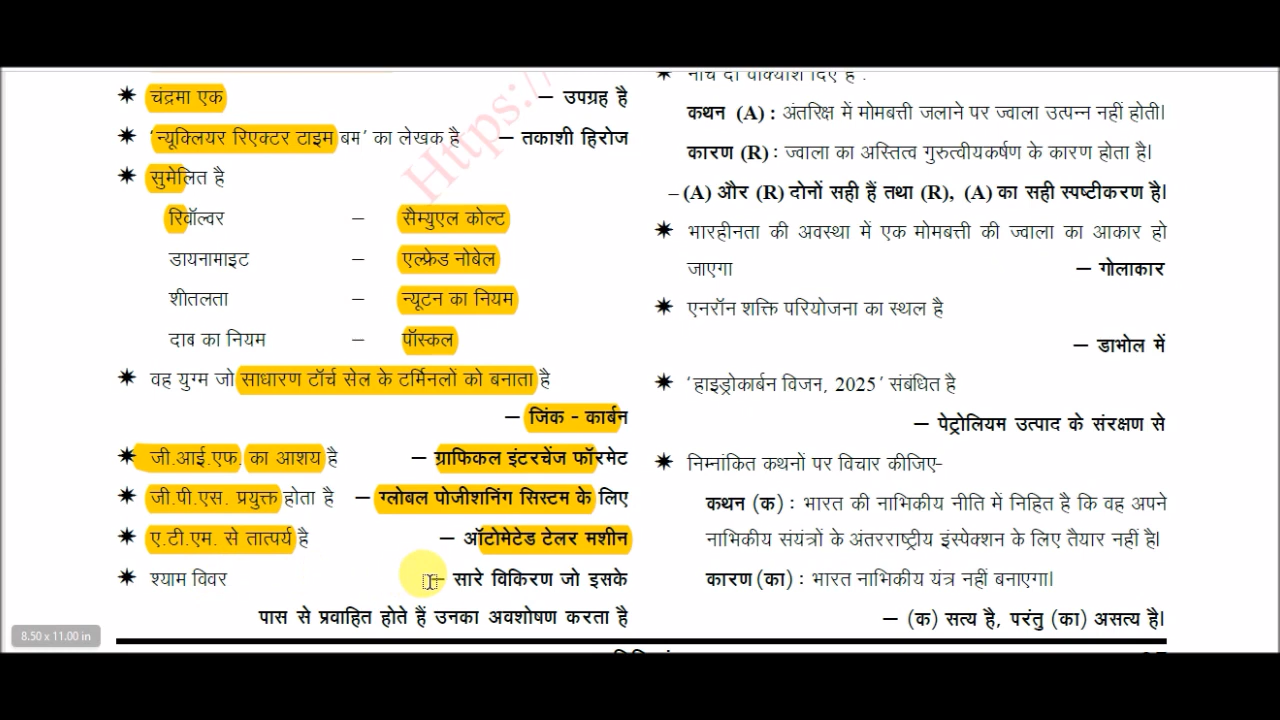 चंद्रमा एक – उपग्रह है
'न्यूक्लियर रिएक्टर टाइम बम' का लेखक है – तकाशी हिरोज
सुमेलित है
रिवॉल्वर – सैम्युएल कोल्ट
डायनामाइट – एल्फ्रेड नोबेल
शीतलता – न्यूटन का नियम
दाब का नियम – पॉस्कल
वह युग्म जो साधारण टॉर्च सेल के टर्मिनलों को बनाता है
– जिंक - कार्बन
जी.आई.एफ. का आशय है – ग्राफिकल इंटरचेंज फॉरमेट
जी.पी.एस. प्रयुक्त होता है – ग्लोबल पोजीशनिंग सिस्टम के लिए
ए.टी.एम. से तात्पर्य है – ऑटोमेटेड टेलर मशीन
श्याम विवर – सारे विकिरण जो इसके
पास से प्रवाहित होते हैं उनका अवशोषण करता है
नीचे दो वाक्यांश दिए हैं :
कथन (A) : अंतरिक्ष में मोमबत्ती जलाने पर ज्वाला उत्पन्न नहीं होती।
कारण (R) : ज्वाला का अस्तित्व गुरुत्वीयकर्षण के कारण होता है।
– (A) और (R) दोनों सही हैं तथा (R), (A) का सही स्पष्टीकरण है।
भारहीनता की अवस्था में एक मोमबत्ती की ज्वाला का आकार हो
जाएगा – गोलाकार
एनरॉन शक्ति परियोजना का स्थल है
– डाभोल में
'हाइड्रोकार्बन विजन, 2025' संबंधित है
– पेट्रोलियम उत्पाद के संरक्षण से
निम्नांकित कथनों पर विचार कीजिए-
कथन (क) : भारत की नाभिकीय नीति में निहित है कि वह अपने
नाभिकीय संयंत्रों के अंतरराष्ट्रीय इंस्पेक्शन के लिए तैयार नहीं है।
कारण (का) : भारत नाभिकीय यंत्र नहीं बनाएगा।
– (क) सत्य है, परंतु (का) असत्य है।
Https:/
8.50 x 11.00 in